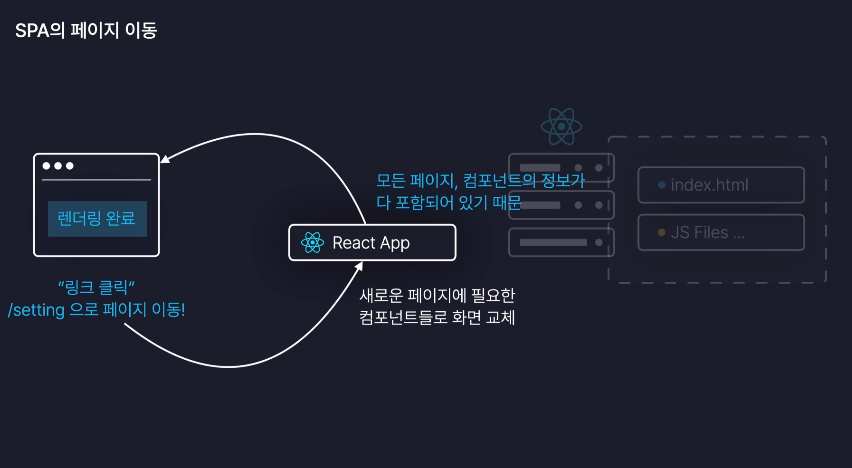 SPA의 페이지 이동
모든 페이지, 컴포넌트의 정보가
다 포함되어 있기 때문
index.html
JS Files ...
렌더링 완료
React App
"링크 클릭"
/setting 으로 페이지 이동!
새로운 페이지에 필요한
컴포넌트들로 화면 교체